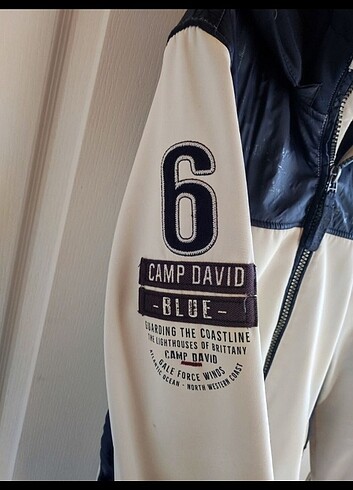 6
CAMP DAVID
-BLUE-
GUARDING THE COASTLINE
THE LIGHTHOUSES OF BRITTANY
CAMP DAVID
GALE FORCE WINDS
ATLANTIC OCEAN - NORTH WESTERN COAST